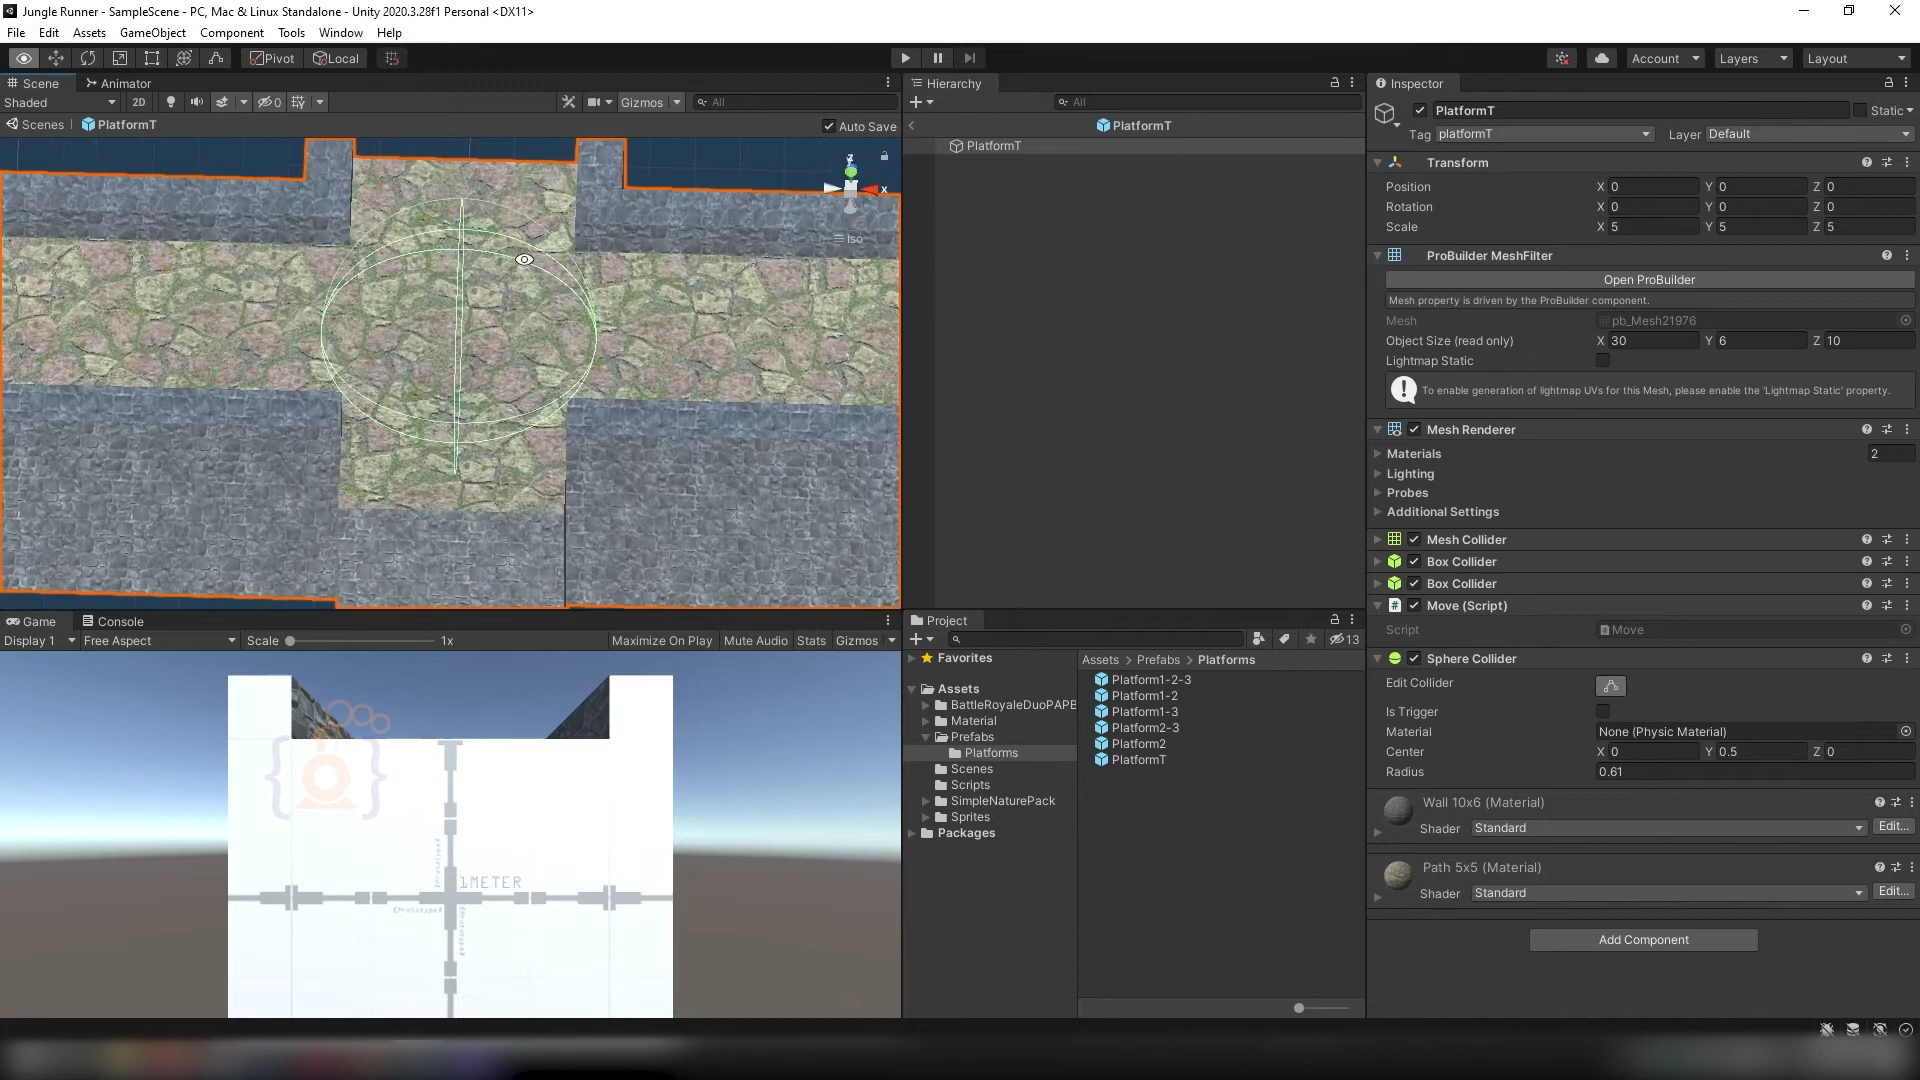 Jungle Runner - SampleScene - PC, Mac & Linux Standalone - Unity 2020.3.28f1 Personal <DX11>
File Edit Assets GameObject Component Tools Window Help
Pivot Local Account Layers Layout
Scene Animator
Shaded 2D 0 Gizmos All
Scenes PlatformT Auto Save
z
x
Iso
Hierarchy
All
PlatformT
PlatformT
Inspector
PlatformT Static
Tag platformT Layer Default
Transform
Position X 0 Y 0 Z 0
Rotation X 0 Y 0 Z 0
Scale X 5 Y 5 Z 5
ProBuilder MeshFilter
Open ProBuilder
Mesh property is driven by the ProBuilder component.
Mesh pb_Mesh21976
Object Size (read only) X 30 Y 6 Z 10
Lightmap Static
To enable generation of lightmap UVs for this Mesh, please enable the 'Lightmap Static' property.
Mesh Renderer
Materials 2
Lighting
Probes
Additional Settings
Mesh Collider
Box Collider
Box Collider
Move (Script)
Script Move
Sphere Collider
Edit Collider
Is Trigger
Material None (Physic Material)
Center X 0 Y 0.5 Z 0
Radius 0.61
Wall 10x6 (Material)
Shader Standard Edit...
Path 5x5 (Material)
Shader Standard Edit...
Add Component
Game Console
Display 1 Free Aspect Scale 1x Maximize On Play Mute Audio Stats Gizmos
1METER
Project
13
Favorites
Assets
BattleRoyaleDuoPAPB
Material
Prefabs
Platforms
Scenes
Scripts
SimpleNaturePack
Sprites
Packages
Assets > Prefabs > Platforms
Platform1-2-3
Platform1-2
Platform1-3
Platform2-3
Platform2
PlatformT